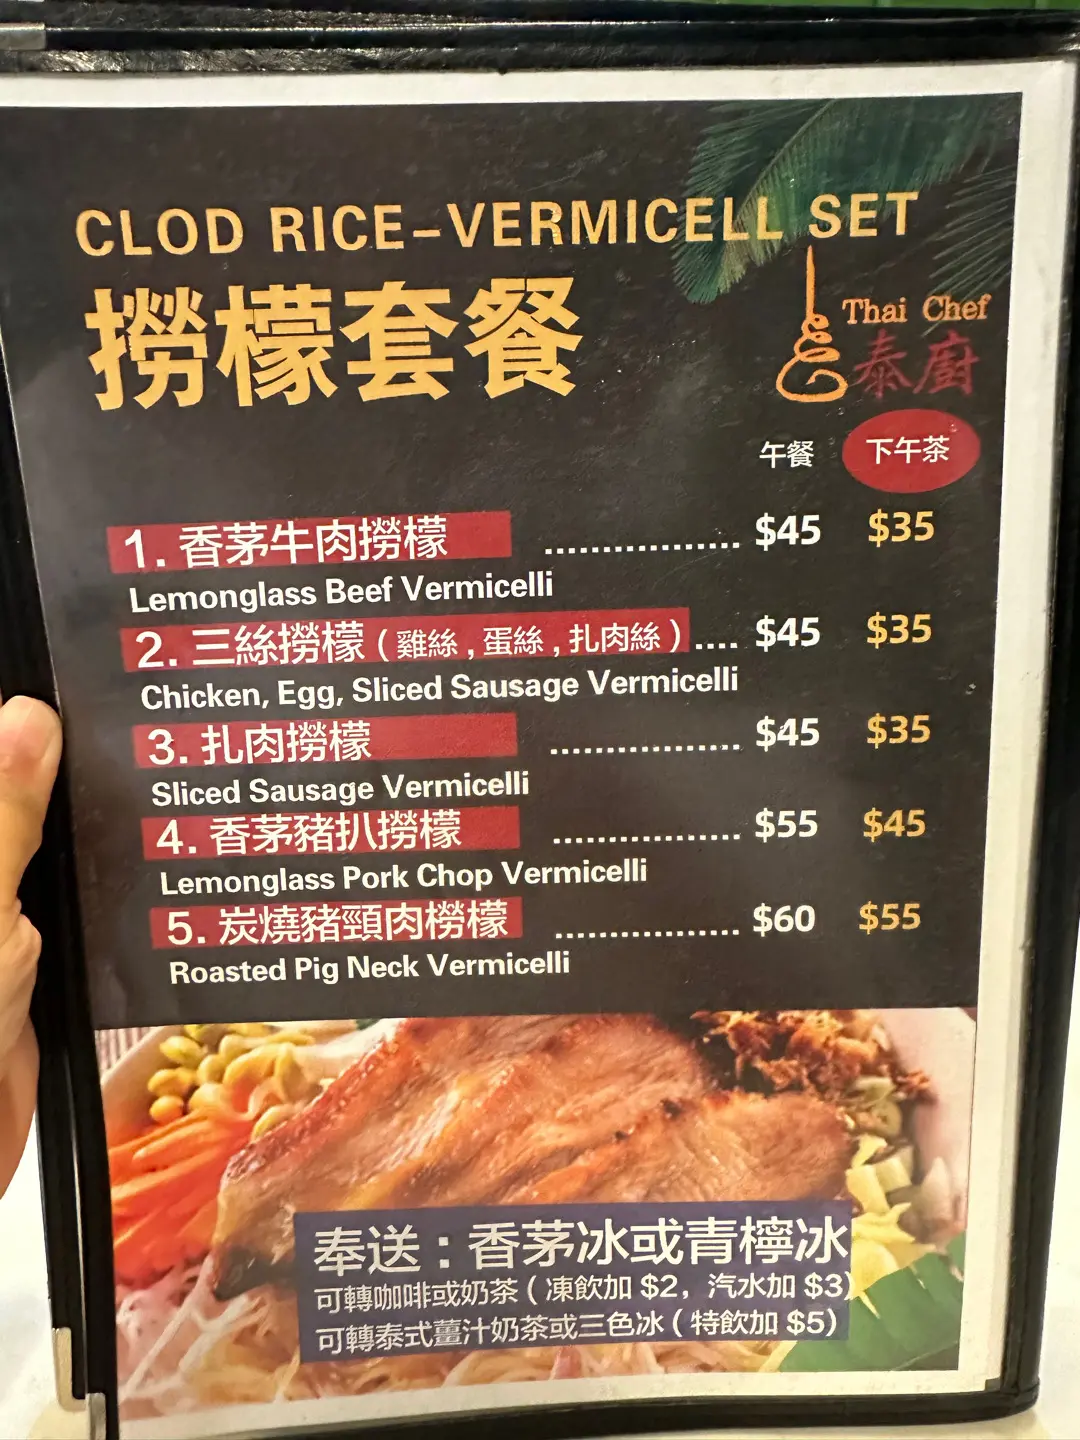 CLOD RICE-VERMICELL SET
撈檬套餐
Thai Chef
泰廚
午餐 下午茶
1. 香茅牛肉撈檬 ................. $45 $35
Lemonglass Beef Vermicelli
2. 三絲撈檬 ( 雞絲 , 蛋絲 , 扎肉絲 ) .... $45 $35
Chicken, Egg, Sliced Sausage Vermicelli
3. 扎肉撈檬 ................. $45 $35
Sliced Sausage Vermicelli
4. 香茅豬扒撈檬 ................. $55 $45
Lemonglass Pork Chop Vermicelli
5. 炭燒豬頸肉橯檬 ................. $60 $55
Roasted Pig Neck Vermicelli
奉送 : 香茅冰或青檸冰
可轉咖啡或奶茶 ( 凍飲加 $2，汽水加 $3)
可轉泰式薑汁奶茶或三色冰 ( 特飲加 $5)